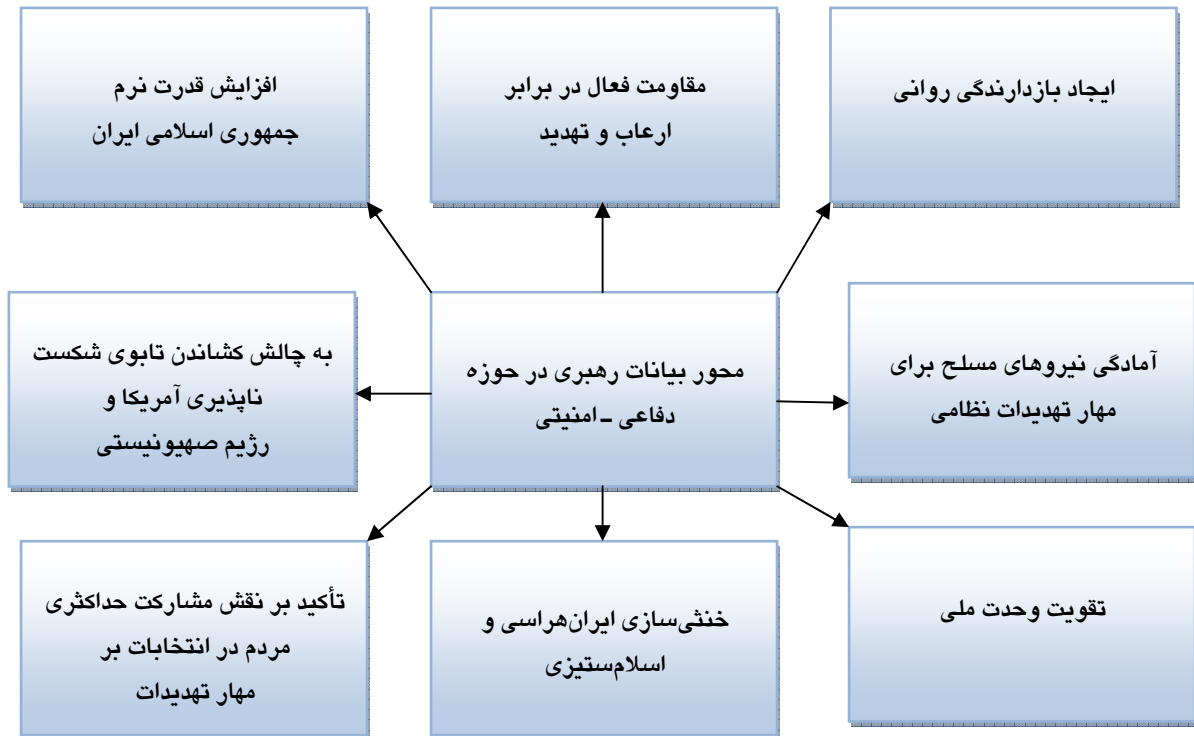 ایجاد بازدارندگی روانی
مقاومت فعال در برابر
ارعاب و تهدید
افزایش قدرت نرم
جمهوری اسلامی ایران
آمادگی نیروهای مسلح برای
مهار تهدیدات نظامی
محور بیانات رهبری در حوزه
دفاعی ـ امنیتی
به چالش کشاندن تابوی شکست
ناپذیری آمریکا و
رژیم صهیونیستی
تقویت وحدت ملی
خنثی‌سازی ایران‌هراسی و
اسلام‌ستیزی
تأکید بر نقش مشارکت حداکثری
مردم در انتخابات بر
مهار تهدیدات